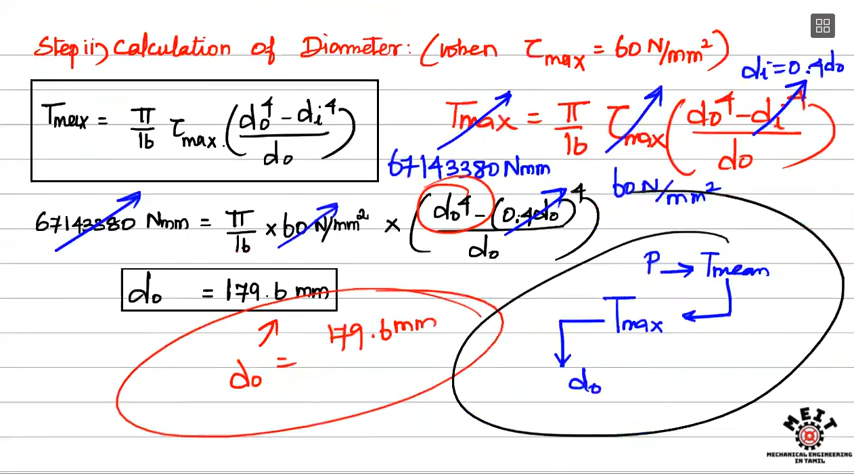 Step iii, Calculation of Diameter: (when τmax = 60 N/mm²)
di = 0.4do
Tmax = π/16 τmax. (do⁴ - di⁴/do)
Tmax = π/16 τmax (do⁴ - di⁴/do)
67143380 Nmm
60 N/mm²
67143380 Nmm = π/16 × 60 N/mm² × (do⁴ - (0.4do)⁴/do)
do = 179.6 mm
do = 179.6mm
P → Tmean
Tmax
do
MEIT
MECHANICAL ENGINEERING
IN TAMIL